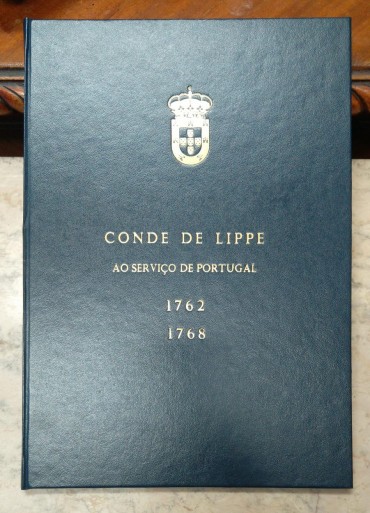 CONDE DE LIPPE
AO SERVIÇO DE PORTUGAL
1762
1768